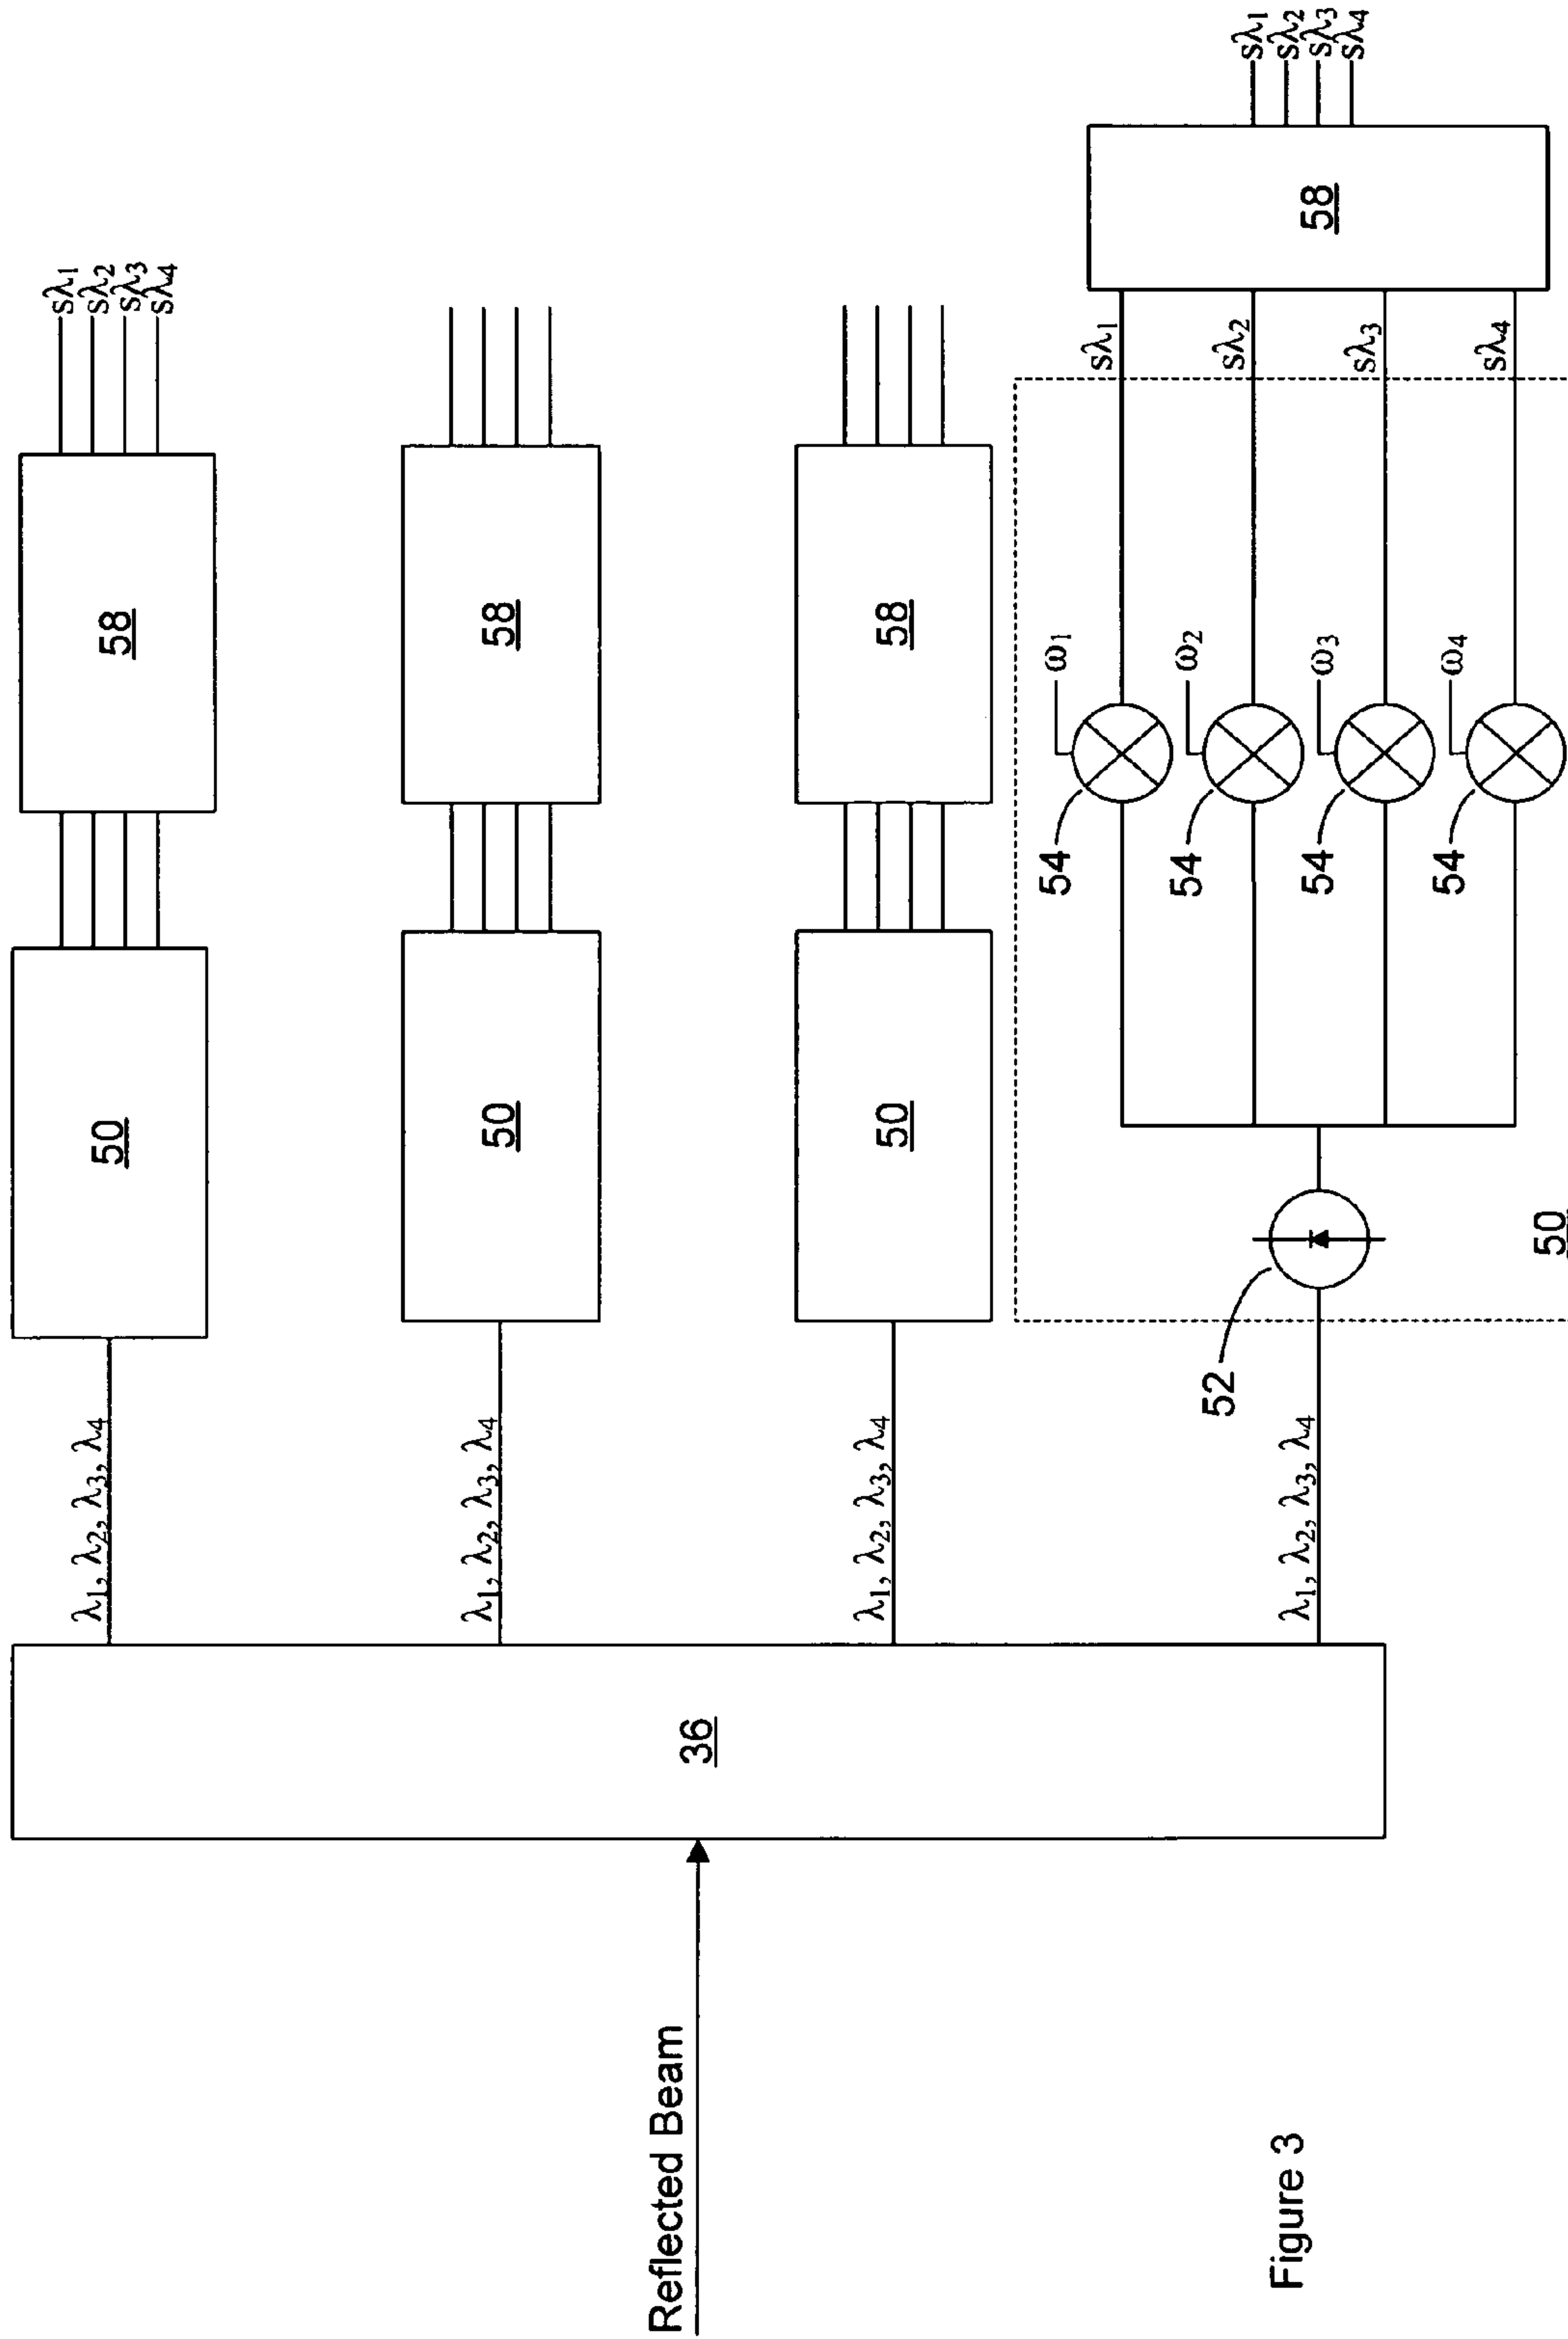 sλ1
sλ2
sλ3
sλ4
58
50
λ1, λ2, λ3, λ4
58
50
λ1, λ2, λ3, λ4
58
50
λ1, λ2, λ3, λ4
36
Reflected Beam
λ1, λ2, λ3, λ4
52
50
54
ω1
54
ω2
54
ω3
54
ω4
sλ1
sλ2
sλ3
sλ4
58
sλ1
sλ2
sλ3
sλ4
Figure 3